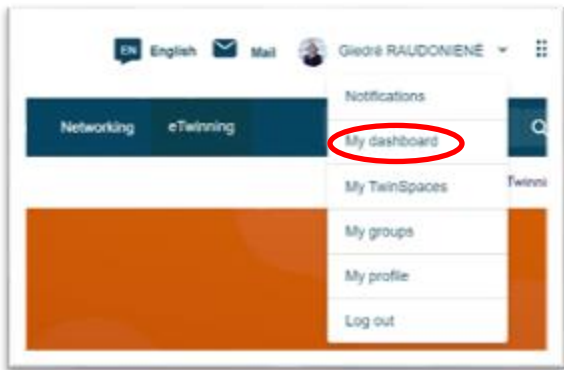 EN English Mail Giedrė RAUDONIENĖ
Notifications
Networking eTwinning
My dashboard
Twinni
My TwinSpaces
My groups
My profile
Log out